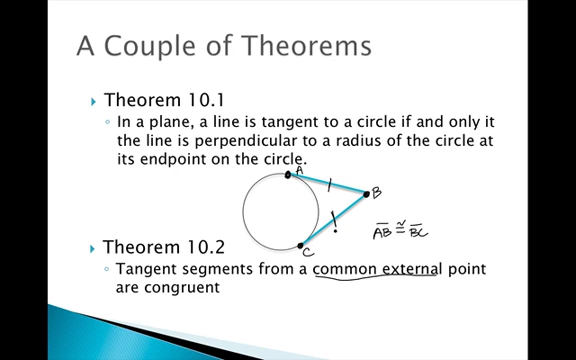 A Couple of Theorems
Theorem 10.1
In a plane, a line is tangent to a circle if and only it
the line is perpendicular to a radius of the circle at
its endpoint on the circle.
A
B
AB ≅ BC
C
Theorem 10.2
Tangent segments from a common external point
are congruent